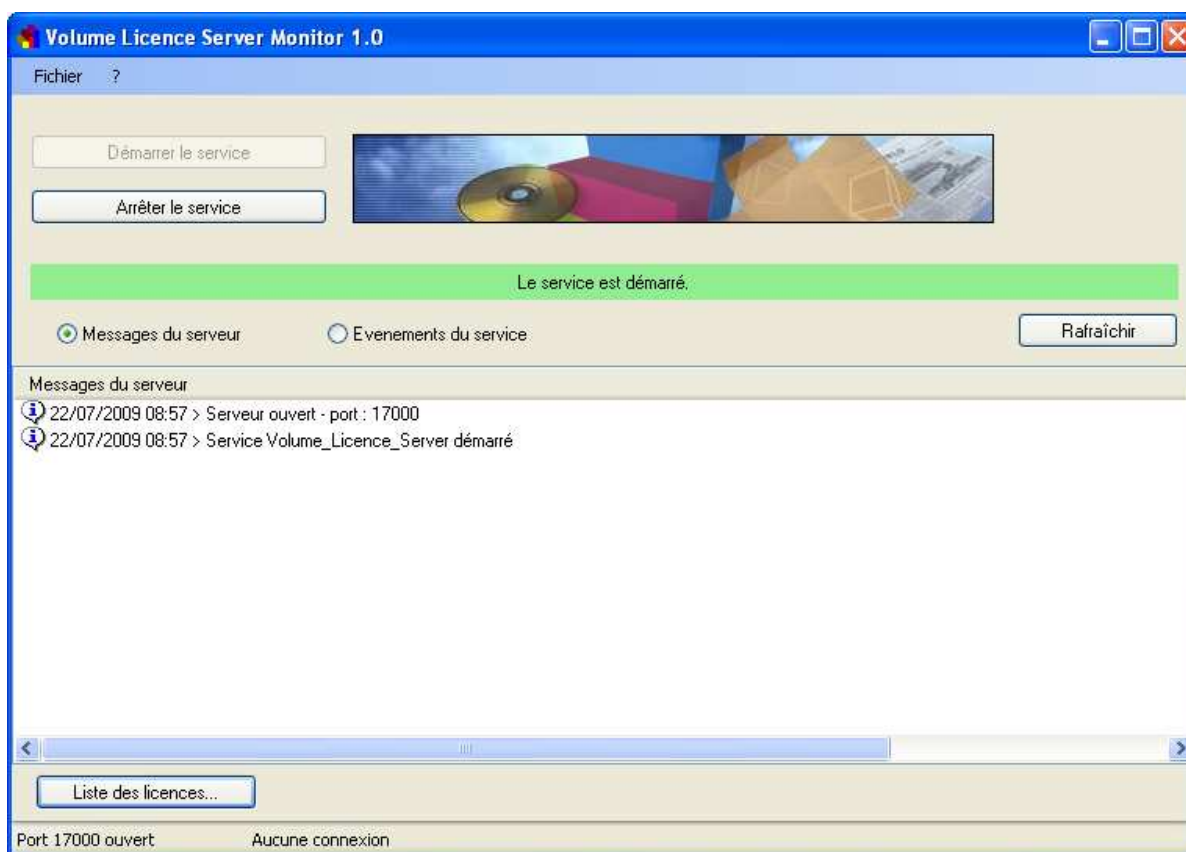 Volume Licence Server Monitor 1.0
Fichier ?
Démarrer le service
Arrêter le service
Le service est démarré.
Messages du serveur Evenements du service Rafraîchir
Messages du serveur
22/07/2009 08:57 > Serveur ouvert - port : 17000
22/07/2009 08:57 > Service Volume_Licence_Server démarré
Liste des licences...
Port 17000 ouvert Aucune connexion